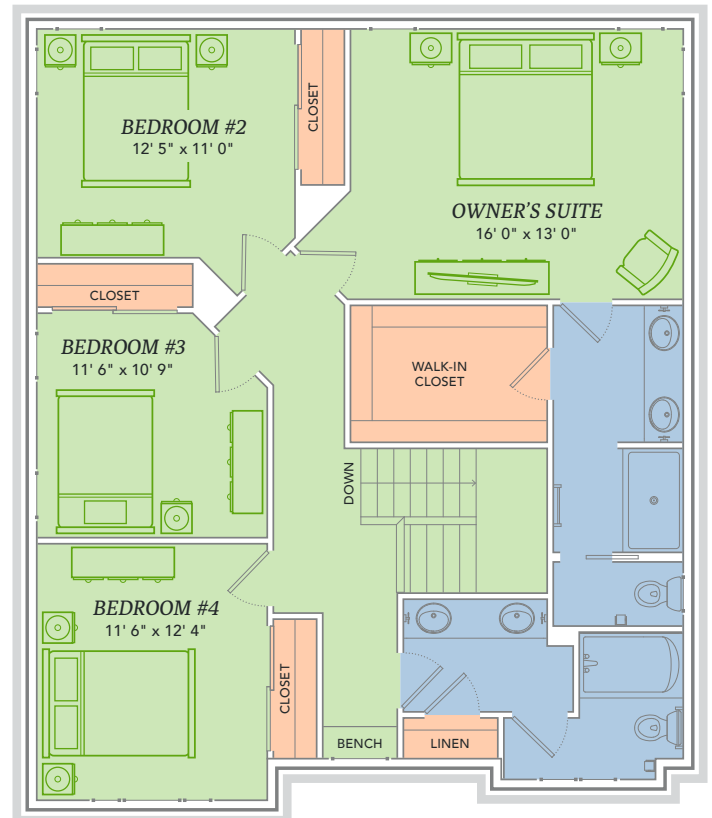 BEDROOM #2
12' 5" x 11' 0"
CLOSET
OWNER'S SUITE
16' 0" x 13' 0"
CLOSET
BEDROOM #3
11' 6" x 10' 9"
WALK-IN
CLOSET
DOWN
BEDROOM #4
11' 6" x 12' 4"
CLOSET
BENCH
LINEN